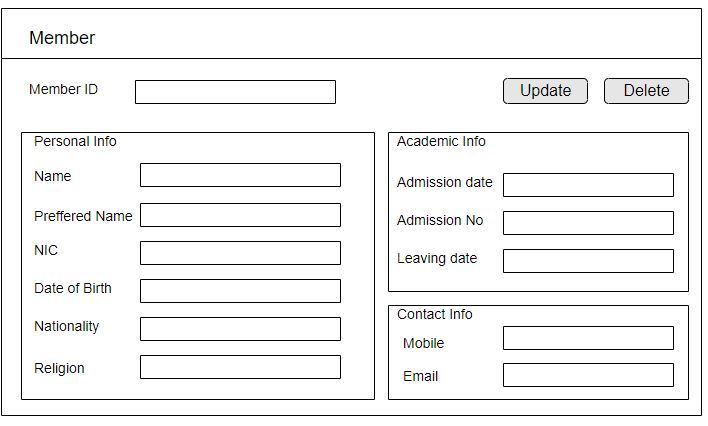 Member
Member ID
Update
Delete
Personal Info
Name
Preffered Name
NIC
Date of Birth
Nationality
Religion
Academic Info
Admission date
Admission No
Leaving date
Contact Info
Mobile
Email